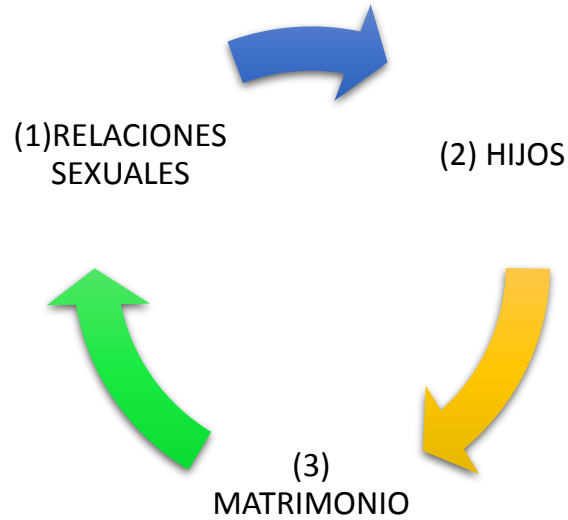 (1)RELACIONES
SEXUALES
(2) HIJOS
(3)
MATRIMONIO